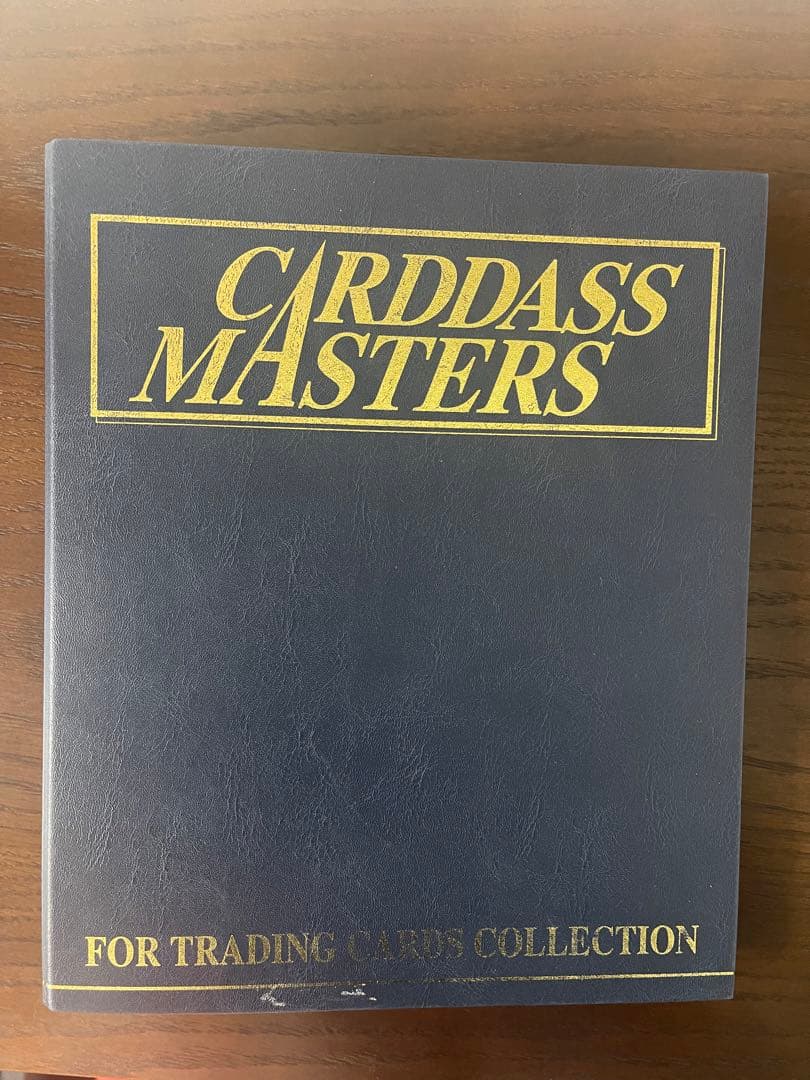 CARDDASS
MASTERS
FOR TRADING CARDS COLLECTION